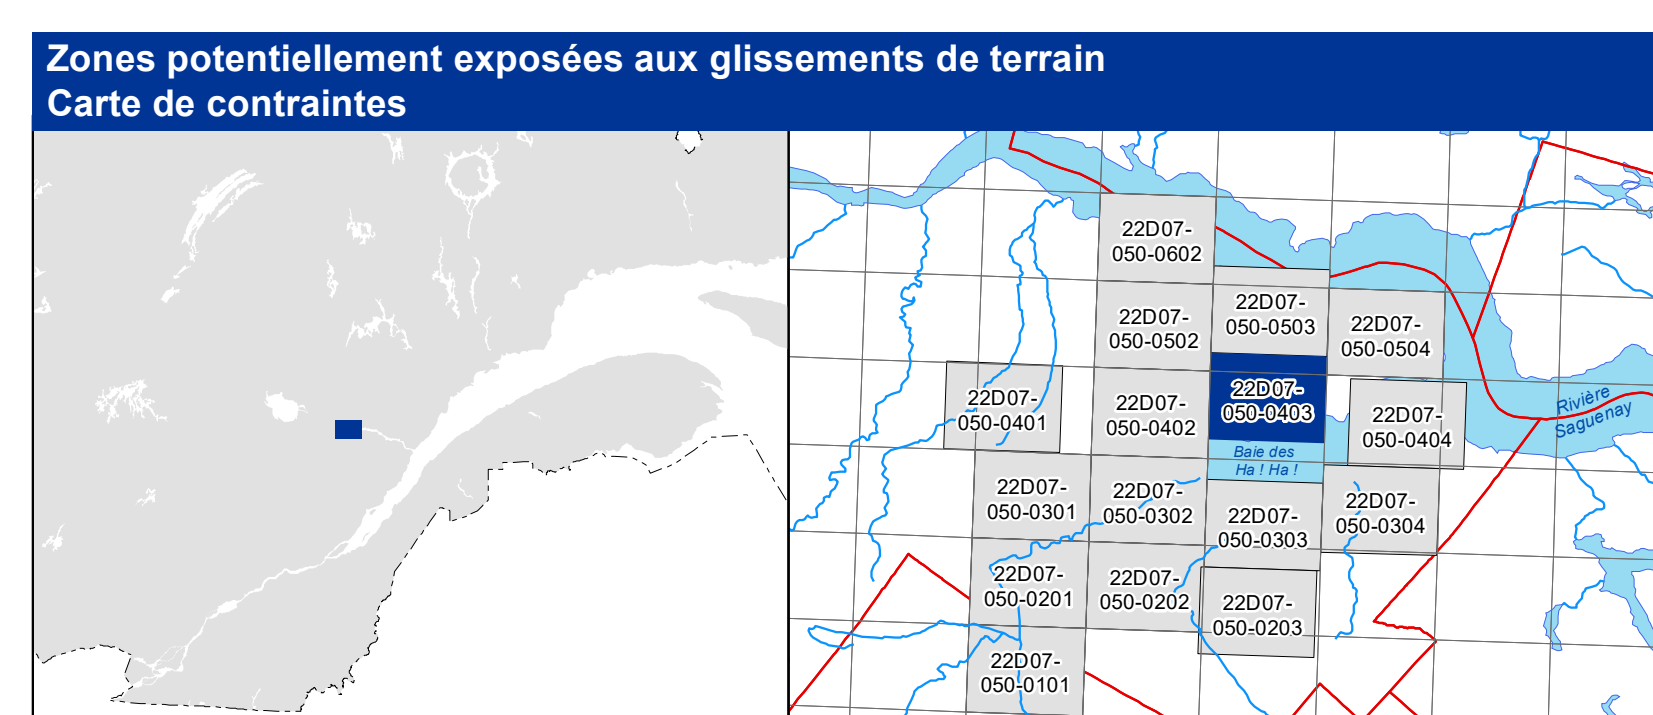 Zones potentiellement exposées aux glissements de terrain
Carte de contraintes
22D07-
050-0602
22D07-
050-0503
22D07-
050-0502
22D07-
050-0504
22D07-
050-0401
22D07-
050-0402
22D07-
050-0403
22D07-
050-0404
Rivière
Saguenay
Baie des
Ha ! Ha !
22D07-
050-0301
22D07-
050-0302
22D07-
050-0303
22D07-
050-0304
22D07-
050-0201
22D07-
050-0202
22D07-
050-0203
22D07-
050-0101